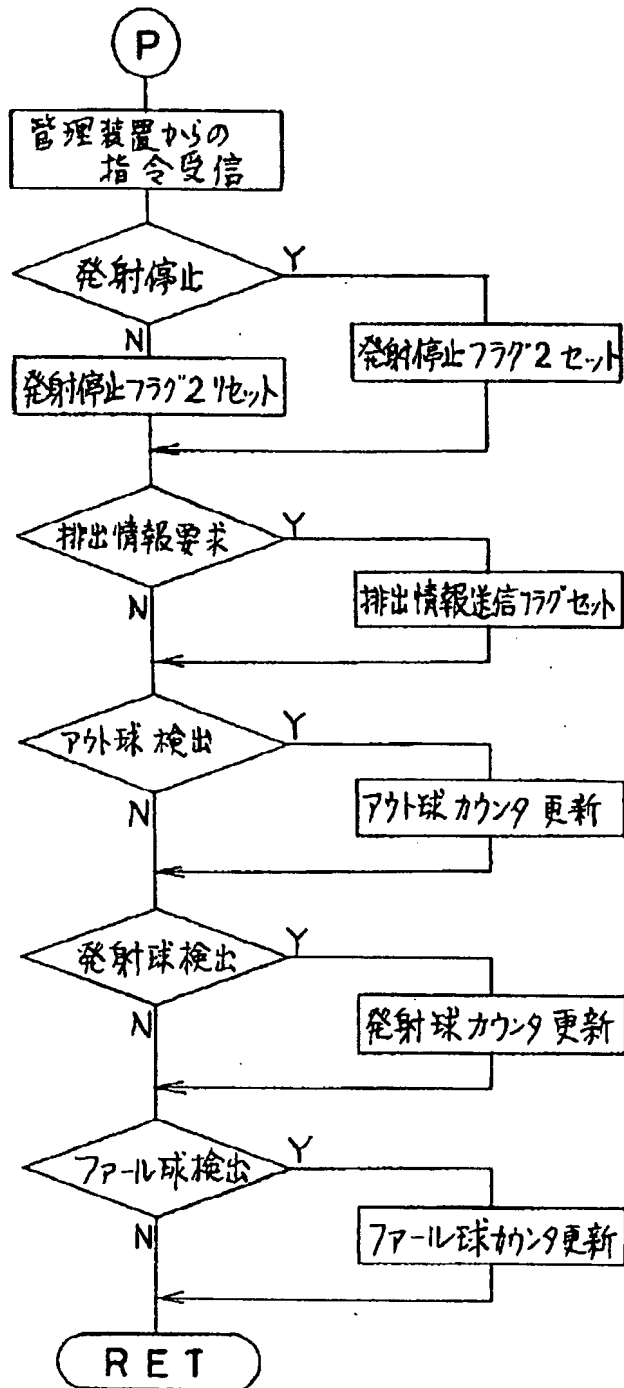 P
管理装置からの
指令受信
発射停止
Y
N
発射停止フラグ2セット
発射停止フラグ2リセット
排出情報要求
Y
N
排出情報送信フラグセット
アウト球検出
Y
N
アウト球カウンタ更新
発射球検出
Y
N
発射球カウンタ更新
ファール球検出
Y
N
ファール球カウンタ更新
RET